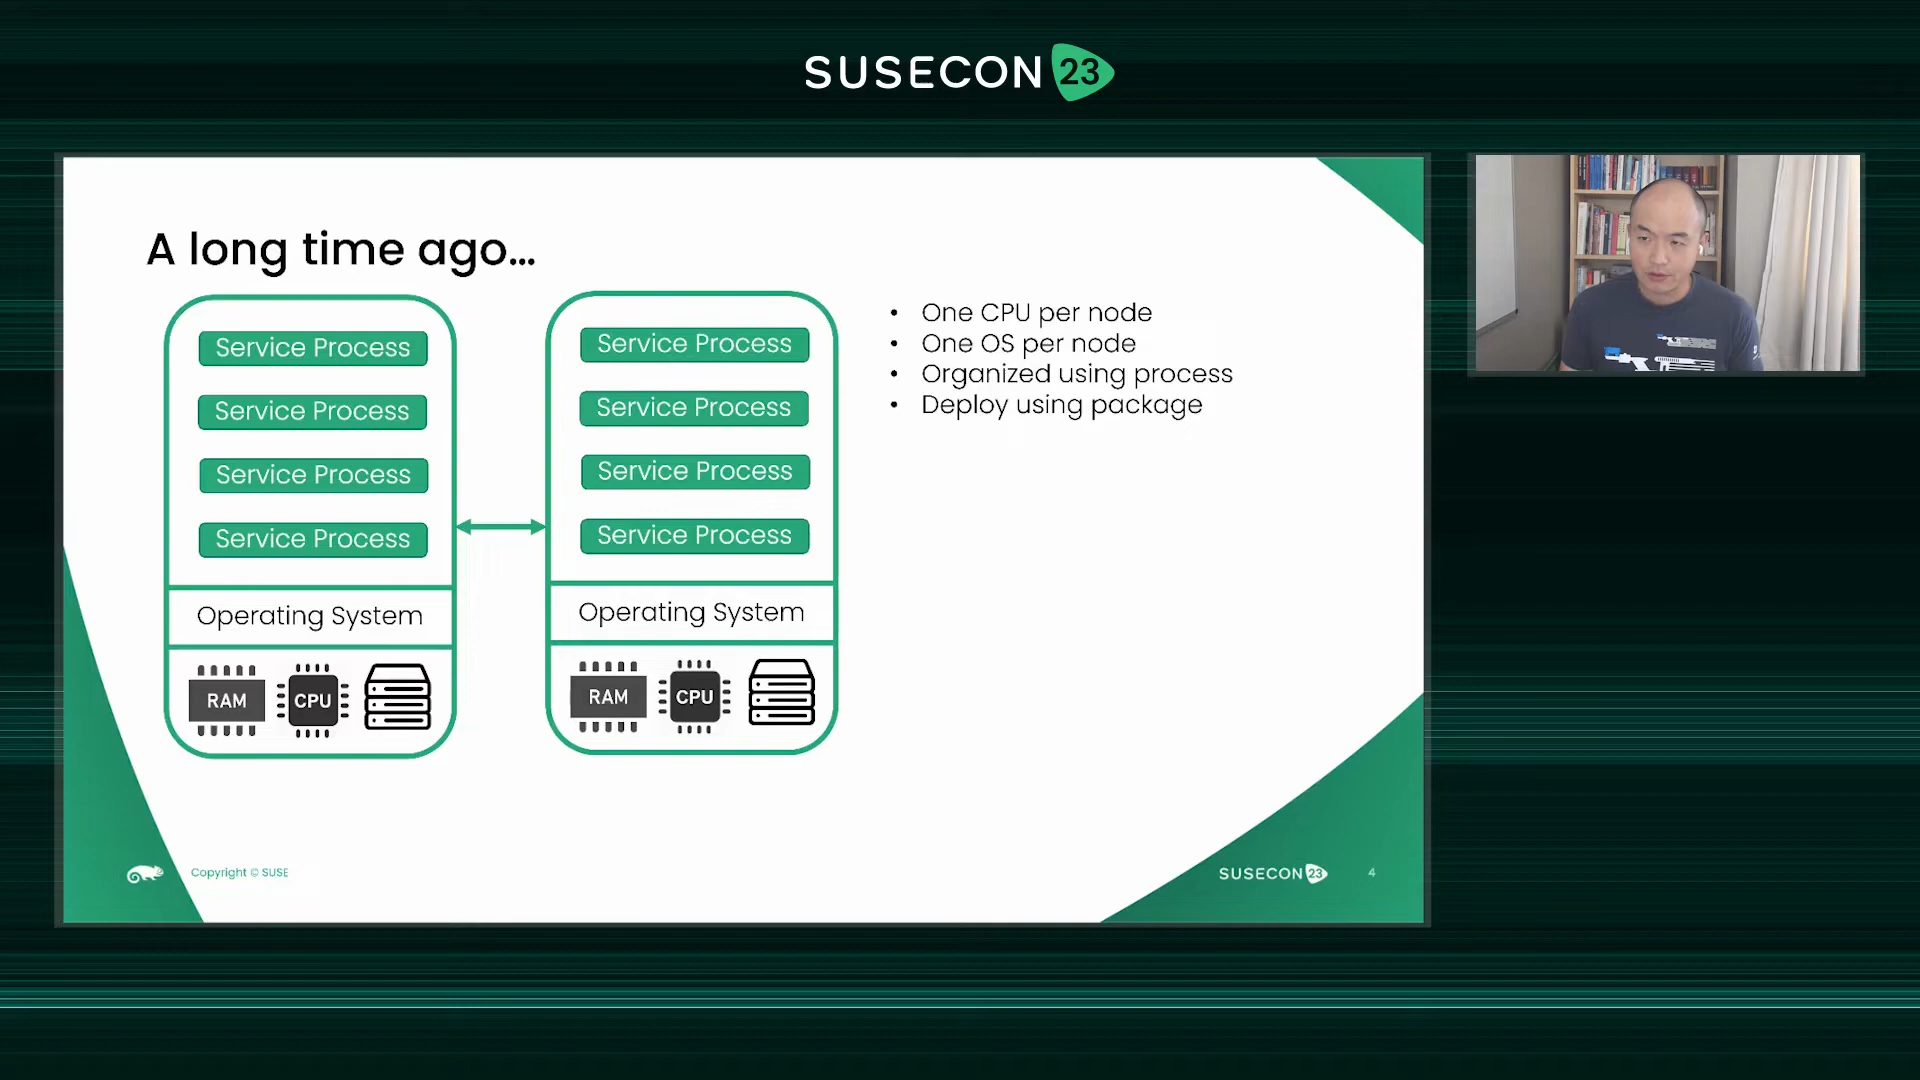 SUSECON 23
A long time ago...
Service Process
Service Process
Service Process
Service Process
Operating System
RAM
CPU
Service Process
Service Process
Service Process
Service Process
Operating System
RAM
CPU
• One CPU per node
• One OS per node
• Organized using process
• Deploy using package
Copyright © SUSE
SUSECON 23
4